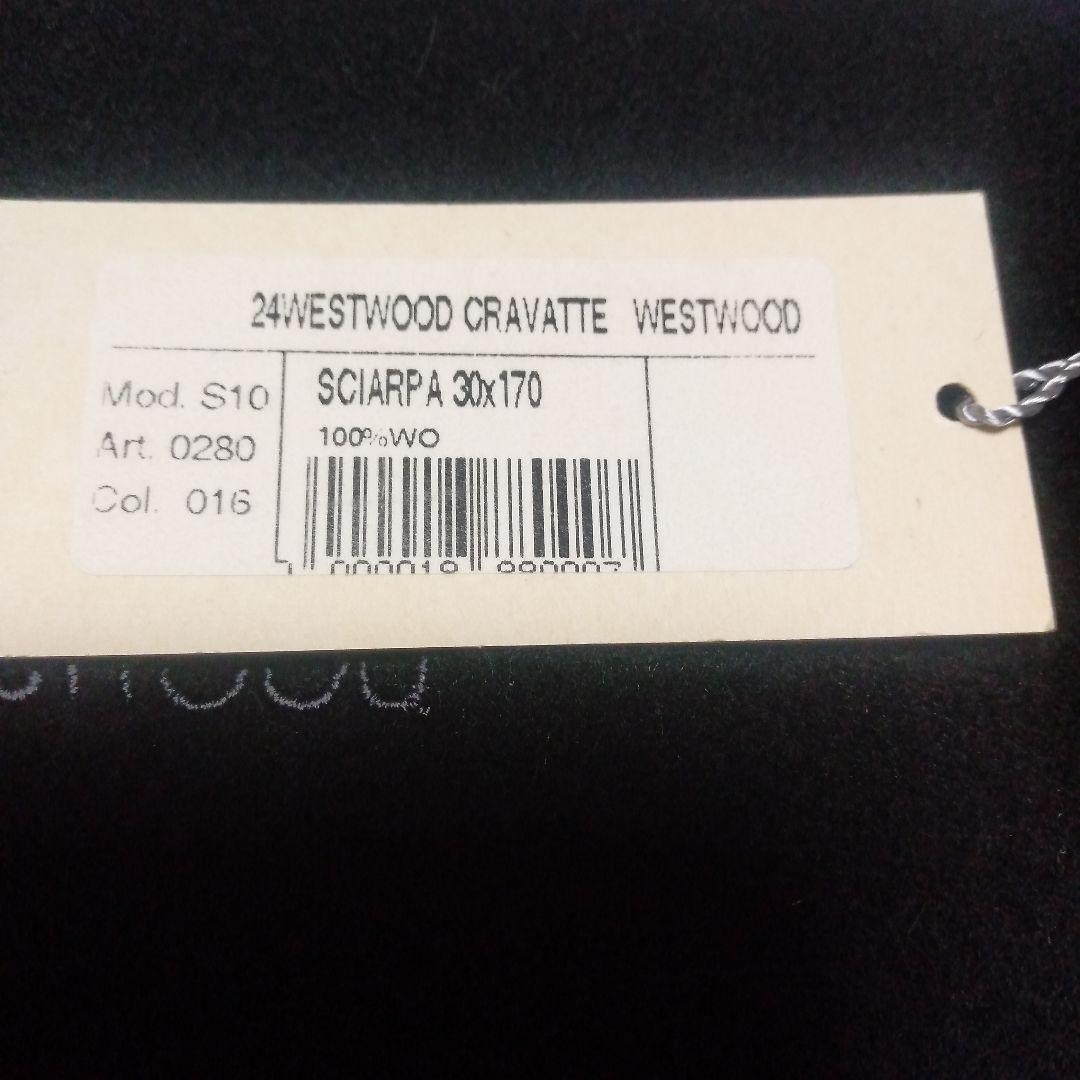 24WESTWOOD CRAVATTE WESTWOOD
Mod. S10
Art. 0280
Col. 016
SCIARPA 30x170
100%WO